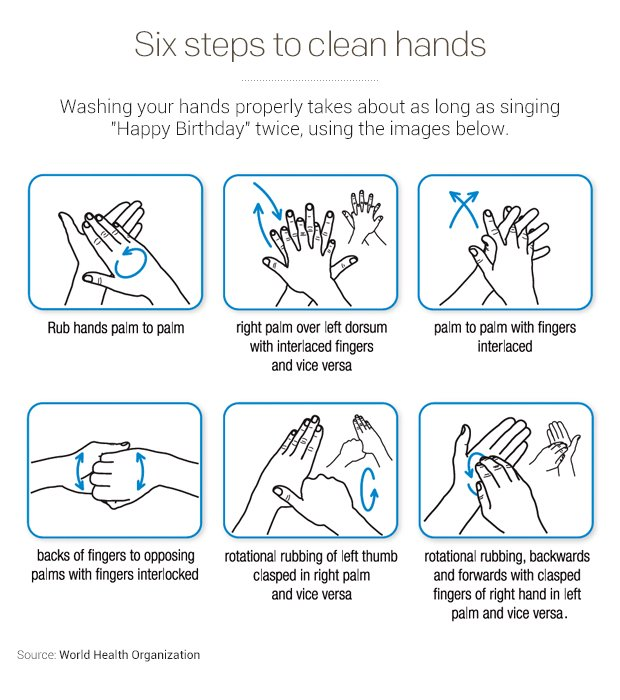 Six steps to clean hands
Washing your hands properly takes about as long as singing
"Happy Birthday" twice, using the images below.
Rub hands palm to palm
right palm over left dorsum
with interlaced fingers
and vice versa
palm to palm with fingers
interlaced
backs of fingers to opposing
palms with fingers interlocked
rotational rubbing of left thumb
clasped in right palm
and vice versa
rotational rubbing, backwards
and forwards with clasped
fingers of right hand in left
palm and vice versa.
Source: World Health Organization